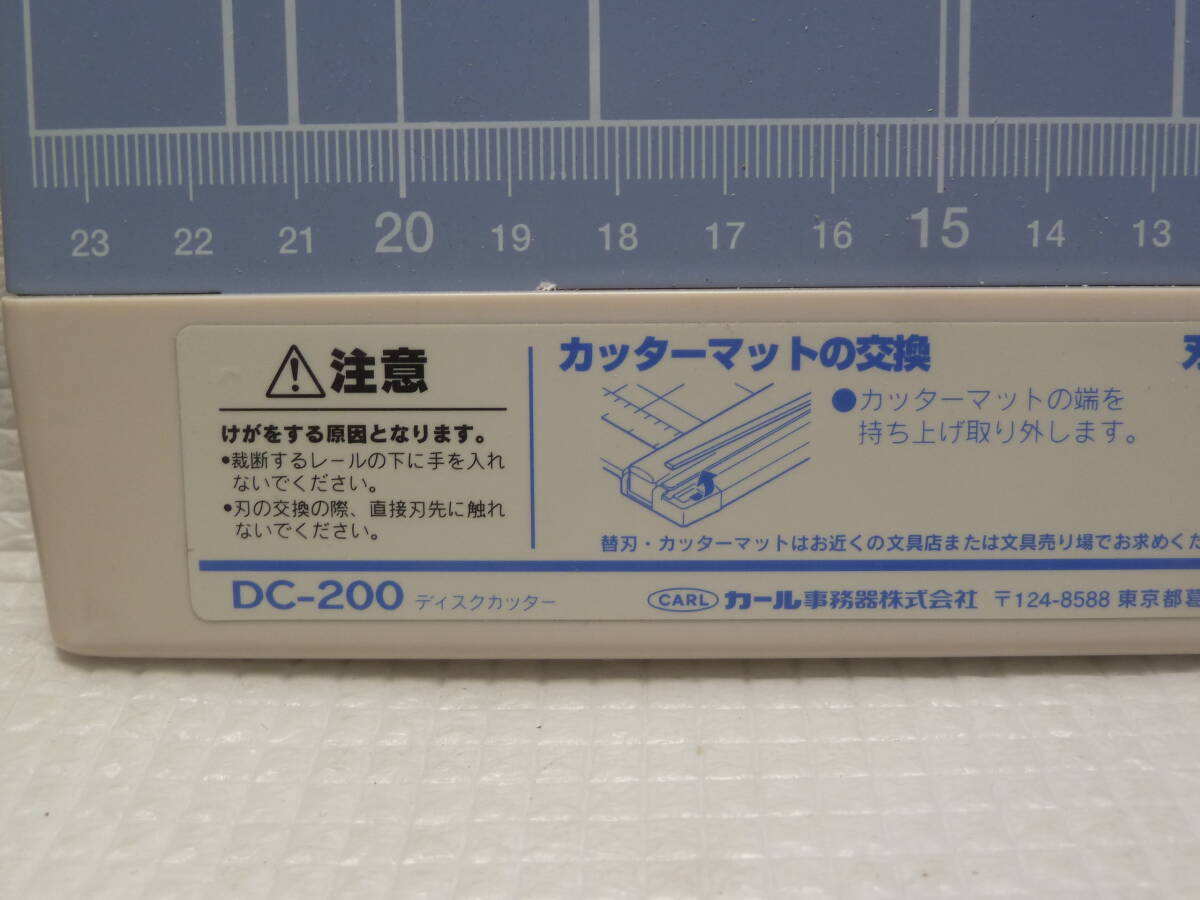 23 22 21 20 19 18 17 16 15 14 13
注意
けがをする原因となります。
•裁断するレールの下に手を入れ
ないでください。
•刃の交換の際、直接刃先に触れ
ないでください。
カッターマットの交換
●カッターマットの端を
持ち上げ取り外します。
刃
替刃・カッターマットはお近くの文具店または文具売り場でお求めくだ
DC-200 ディスクカッター
CARL カール事務器株式会社 〒124-8588 東京都葛